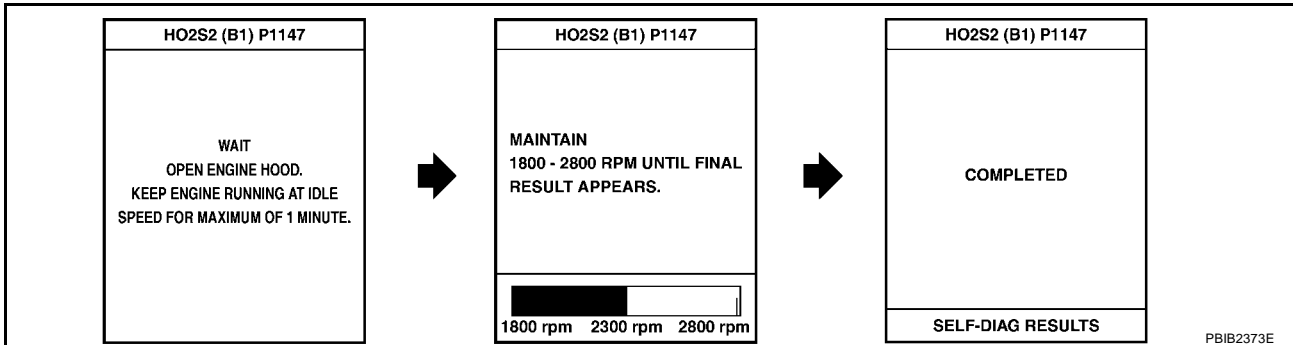 HO2S2 (B1) P1147
WAIT
OPEN ENGINE HOOD.
KEEP ENGINE RUNNING AT IDLE
SPEED FOR MAXIMUM OF 1 MINUTE.
HO2S2 (B1) P1147
MAINTAIN
1800 - 2800 RPM UNTIL FINAL
RESULT APPEARS.
1800 rpm 2300 rpm 2800 rpm
HO2S2 (B1) P1147
COMPLETED
SELF-DIAG RESULTS
PBIB2373E